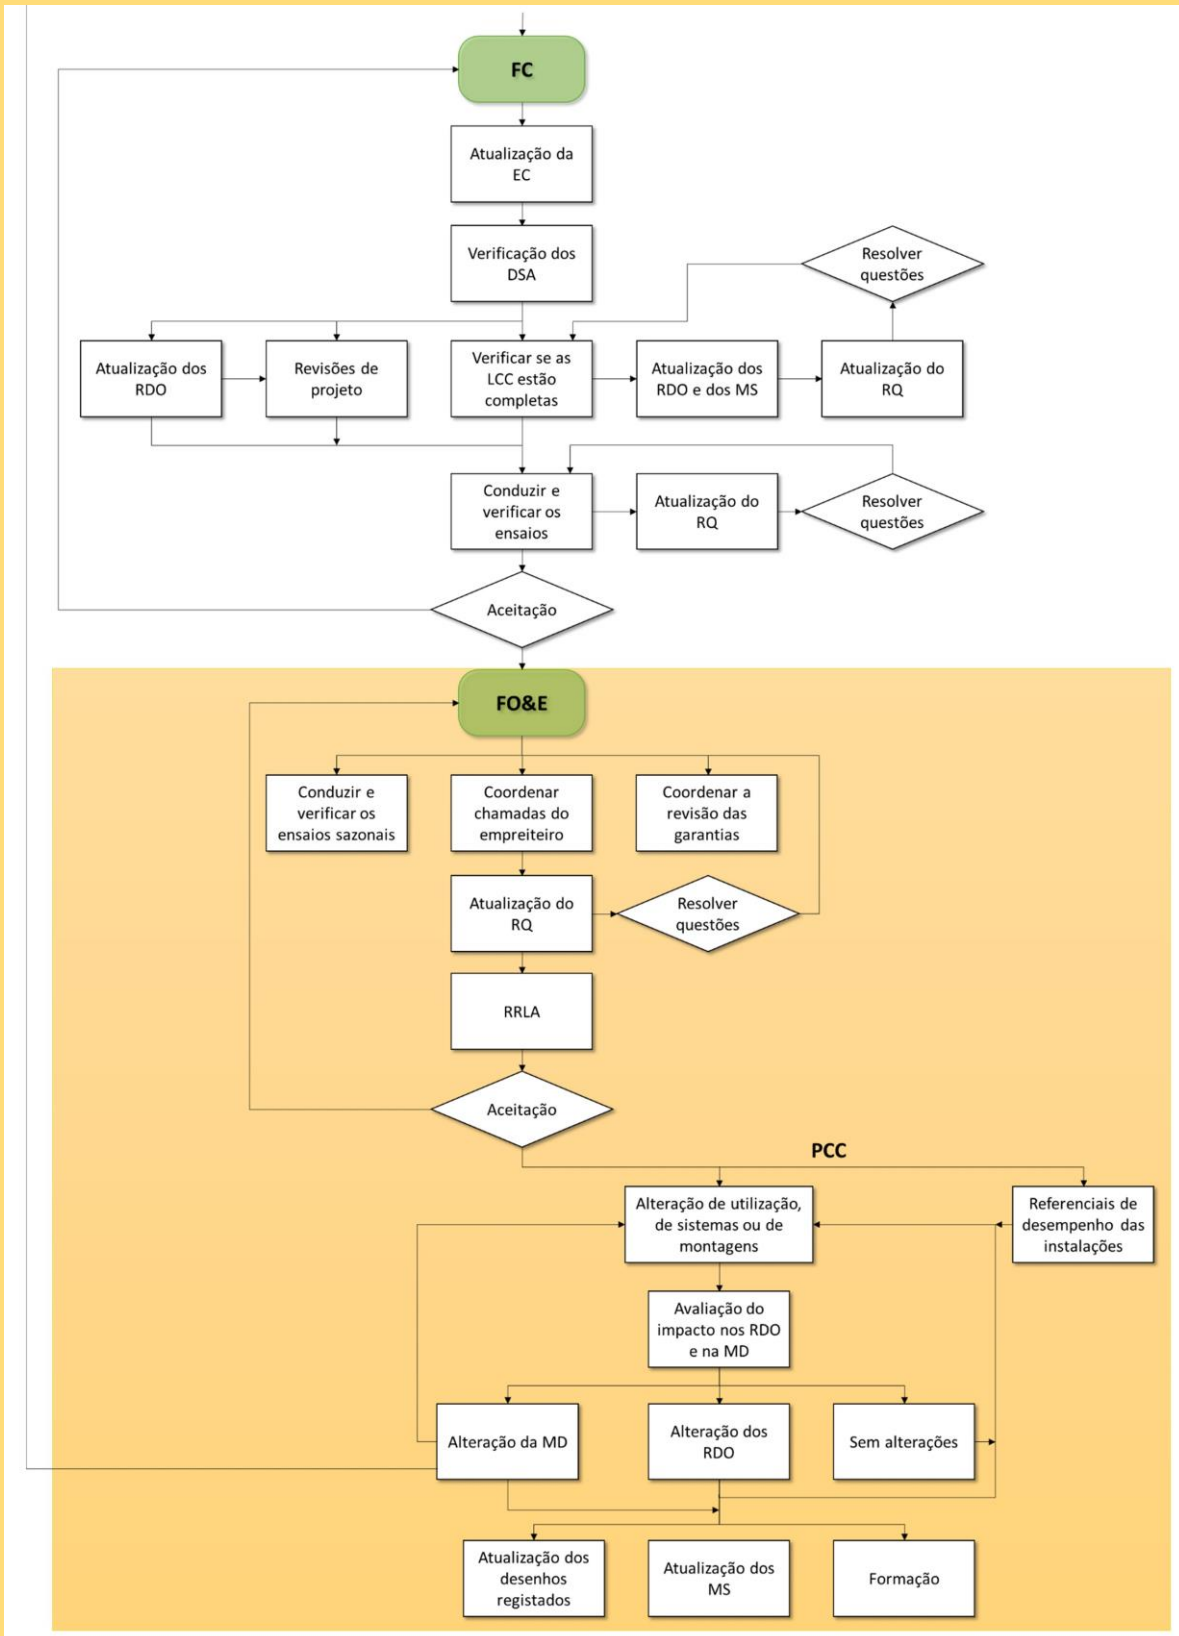 FC
Atualização da
EC
Verificação dos
DSA
Resolver
questões
Atualização dos
RDO
Revisões de
projeto
Verificar se as
LCC estão
completas
Atualização dos
RDO e dos MS
Atualização do
RQ
Conduzir e
verificar os
ensaios
Atualização do
RQ
Resolver
questões
Aceitação
FO&E
Conduzir e
verificar os
ensaios sazonais
Coordenar
chamadas do
empreiteiro
Coordenar a
revisão das
garantias
Atualização do
RQ
Resolver
questões
RRLA
Aceitação
PCC
Alteração de utilização,
de sistemas ou de
montagens
Referenciais de
desempenho das
instalações
Avaliação do
impacto nos RDO
e na MD
Alteração da MD
Alteração dos
RDO
Sem alterações
Atualização dos
desenhos
registados
Atualização dos
MS
Formação